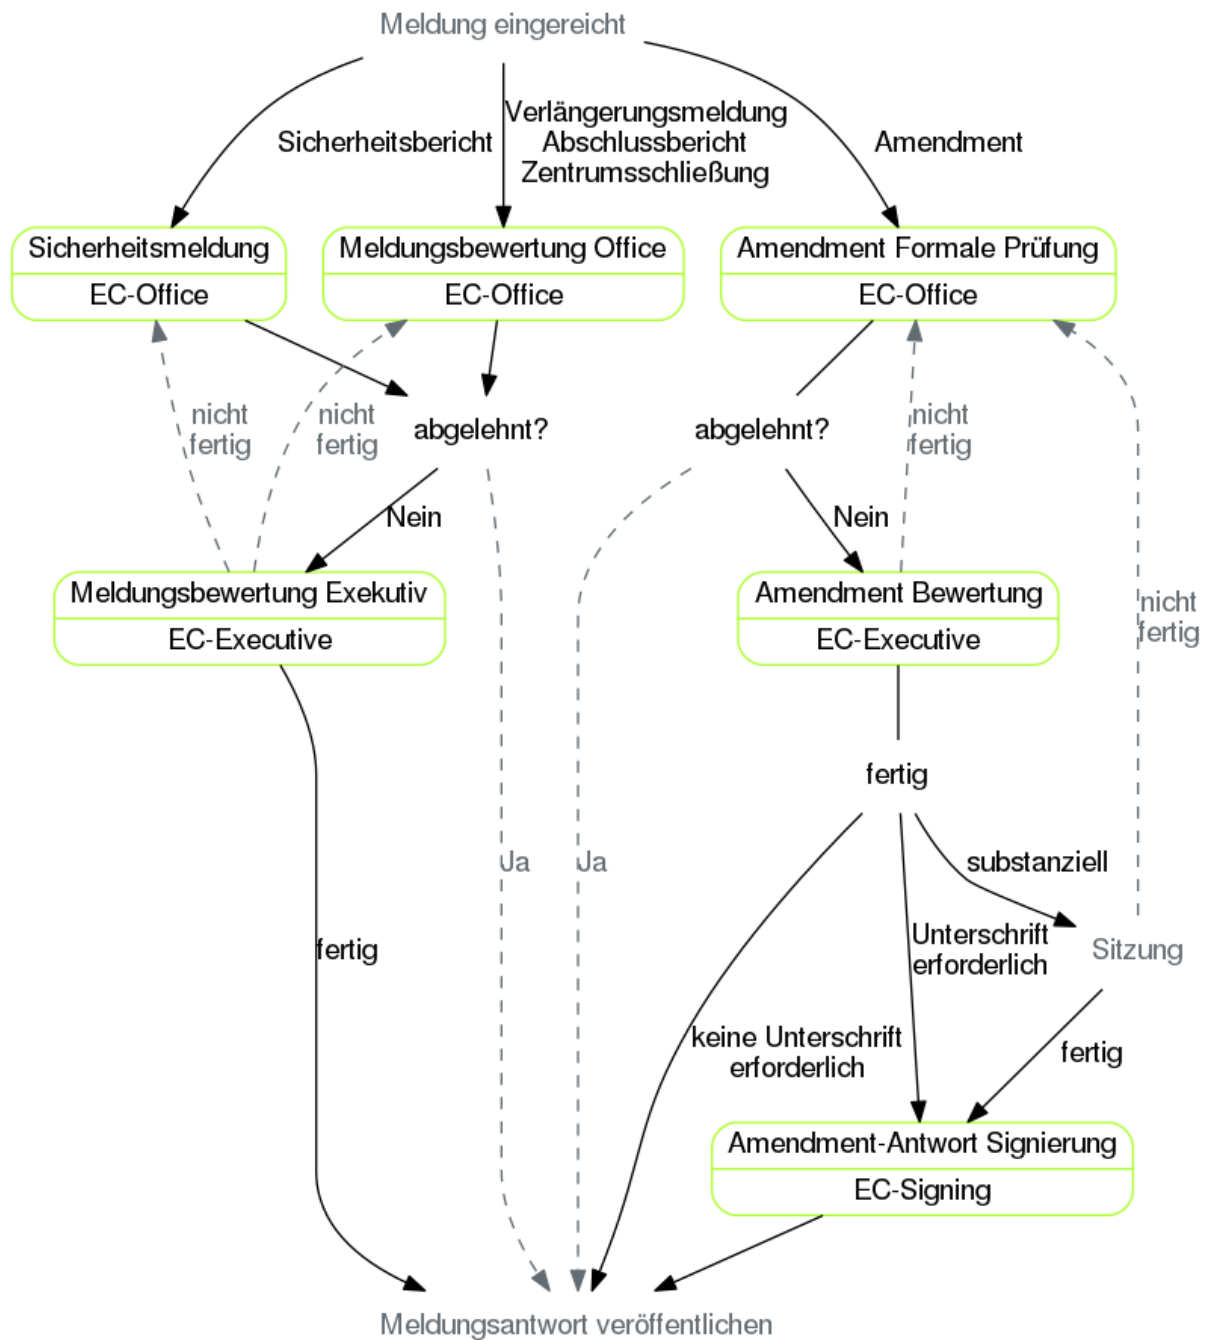 Meldung eingereicht
Sicherheitsbericht
Verlängerungsmeldung
Abschlussbericht
Zentrumsschließung
Amendment
Sicherheitsmeldung
EC-Office
Meldungsbewertung Office
EC-Office
Amendment Formale Prüfung
EC-Office
nicht
fertig
nicht
fertig
abgelehnt?
abgelehnt?
nicht
fertig
Nein
Nein
Meldungsbewertung Exekutiv
EC-Executive
Amendment Bewertung
EC-Executive
nicht
fertig
fertig
Ja
Ja
substanziell
fertig
Unterschrift
erforderlich
Sitzung
keine Unterschrift
erforderlich
fertig
Amendment-Antwort Signierung
EC-Signing
Meldungsantwort veröffentlichen